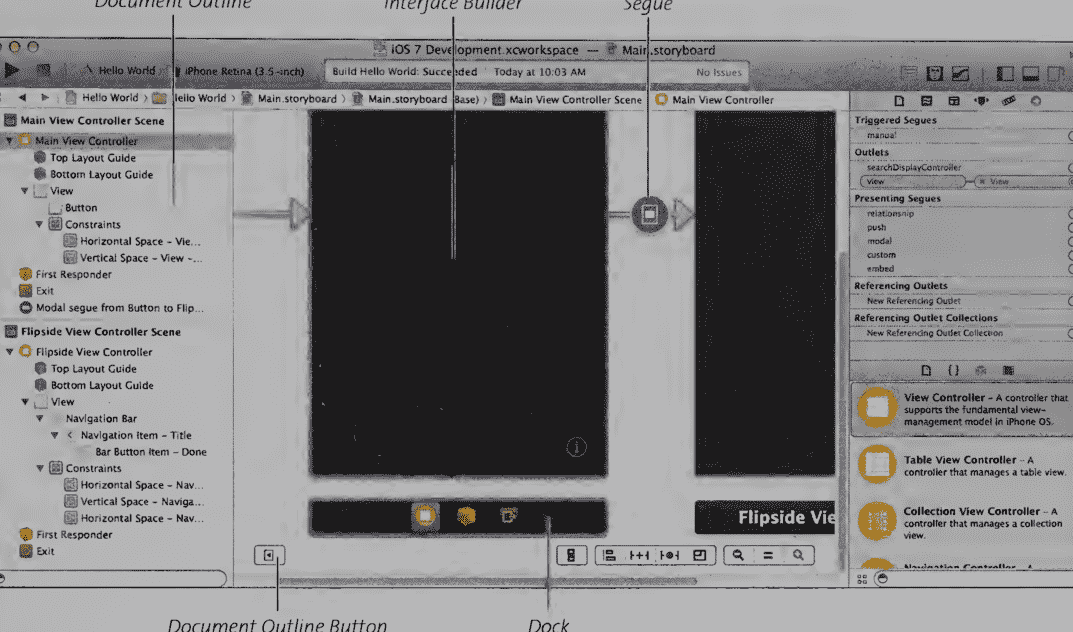 Document Outline
Interface Builder
Segue
iOS 7 Development.xcworkspace — Main.storyboard
Hello World
iPhone Retina (3.5-inch)
Build Hello World: Succeeded
Today at 10:03 AM
No Issues
Hello World
Hello World
Main.storyboard
Main.storyboard (Base)
Main View Controller Scene
Main View Controller
Main View Controller Scene
Main View Controller
Top Layout Guide
Bottom Layout Guide
View
Button
Constraints
Horizontal Space - Vie...
Vertical Space - View -...
First Responder
Exit
Modal segue from Button to Flip...
Flipside View Controller Scene
Flipside View Controller
Top Layout Guide
Bottom Layout Guide
View
Navigation Bar
Navigation Item - Title
Bar Button Item - Done
Constraints
Horizontal Space - Nav...
Vertical Space - Naviga...
Horizontal Space - Nav...
First Responder
Exit
Flipside Vie
Triggered Segues
manual
Outlets
searchDisplayController
view
View
Presenting Segues
relationship
push
modal
custom
embed
Referencing Outlets
New Referencing Outlet
Referencing Outlet Collections
New Referencing Outlet Collection
View Controller - A controller that
supports the fundamental view-
management model in iPhone OS.
Table View Controller - A
controller that manages a table view.
Collection View Controller - A
controller that manages a collection
view.
Navigation Controller - A
Document Outline Button
Dock